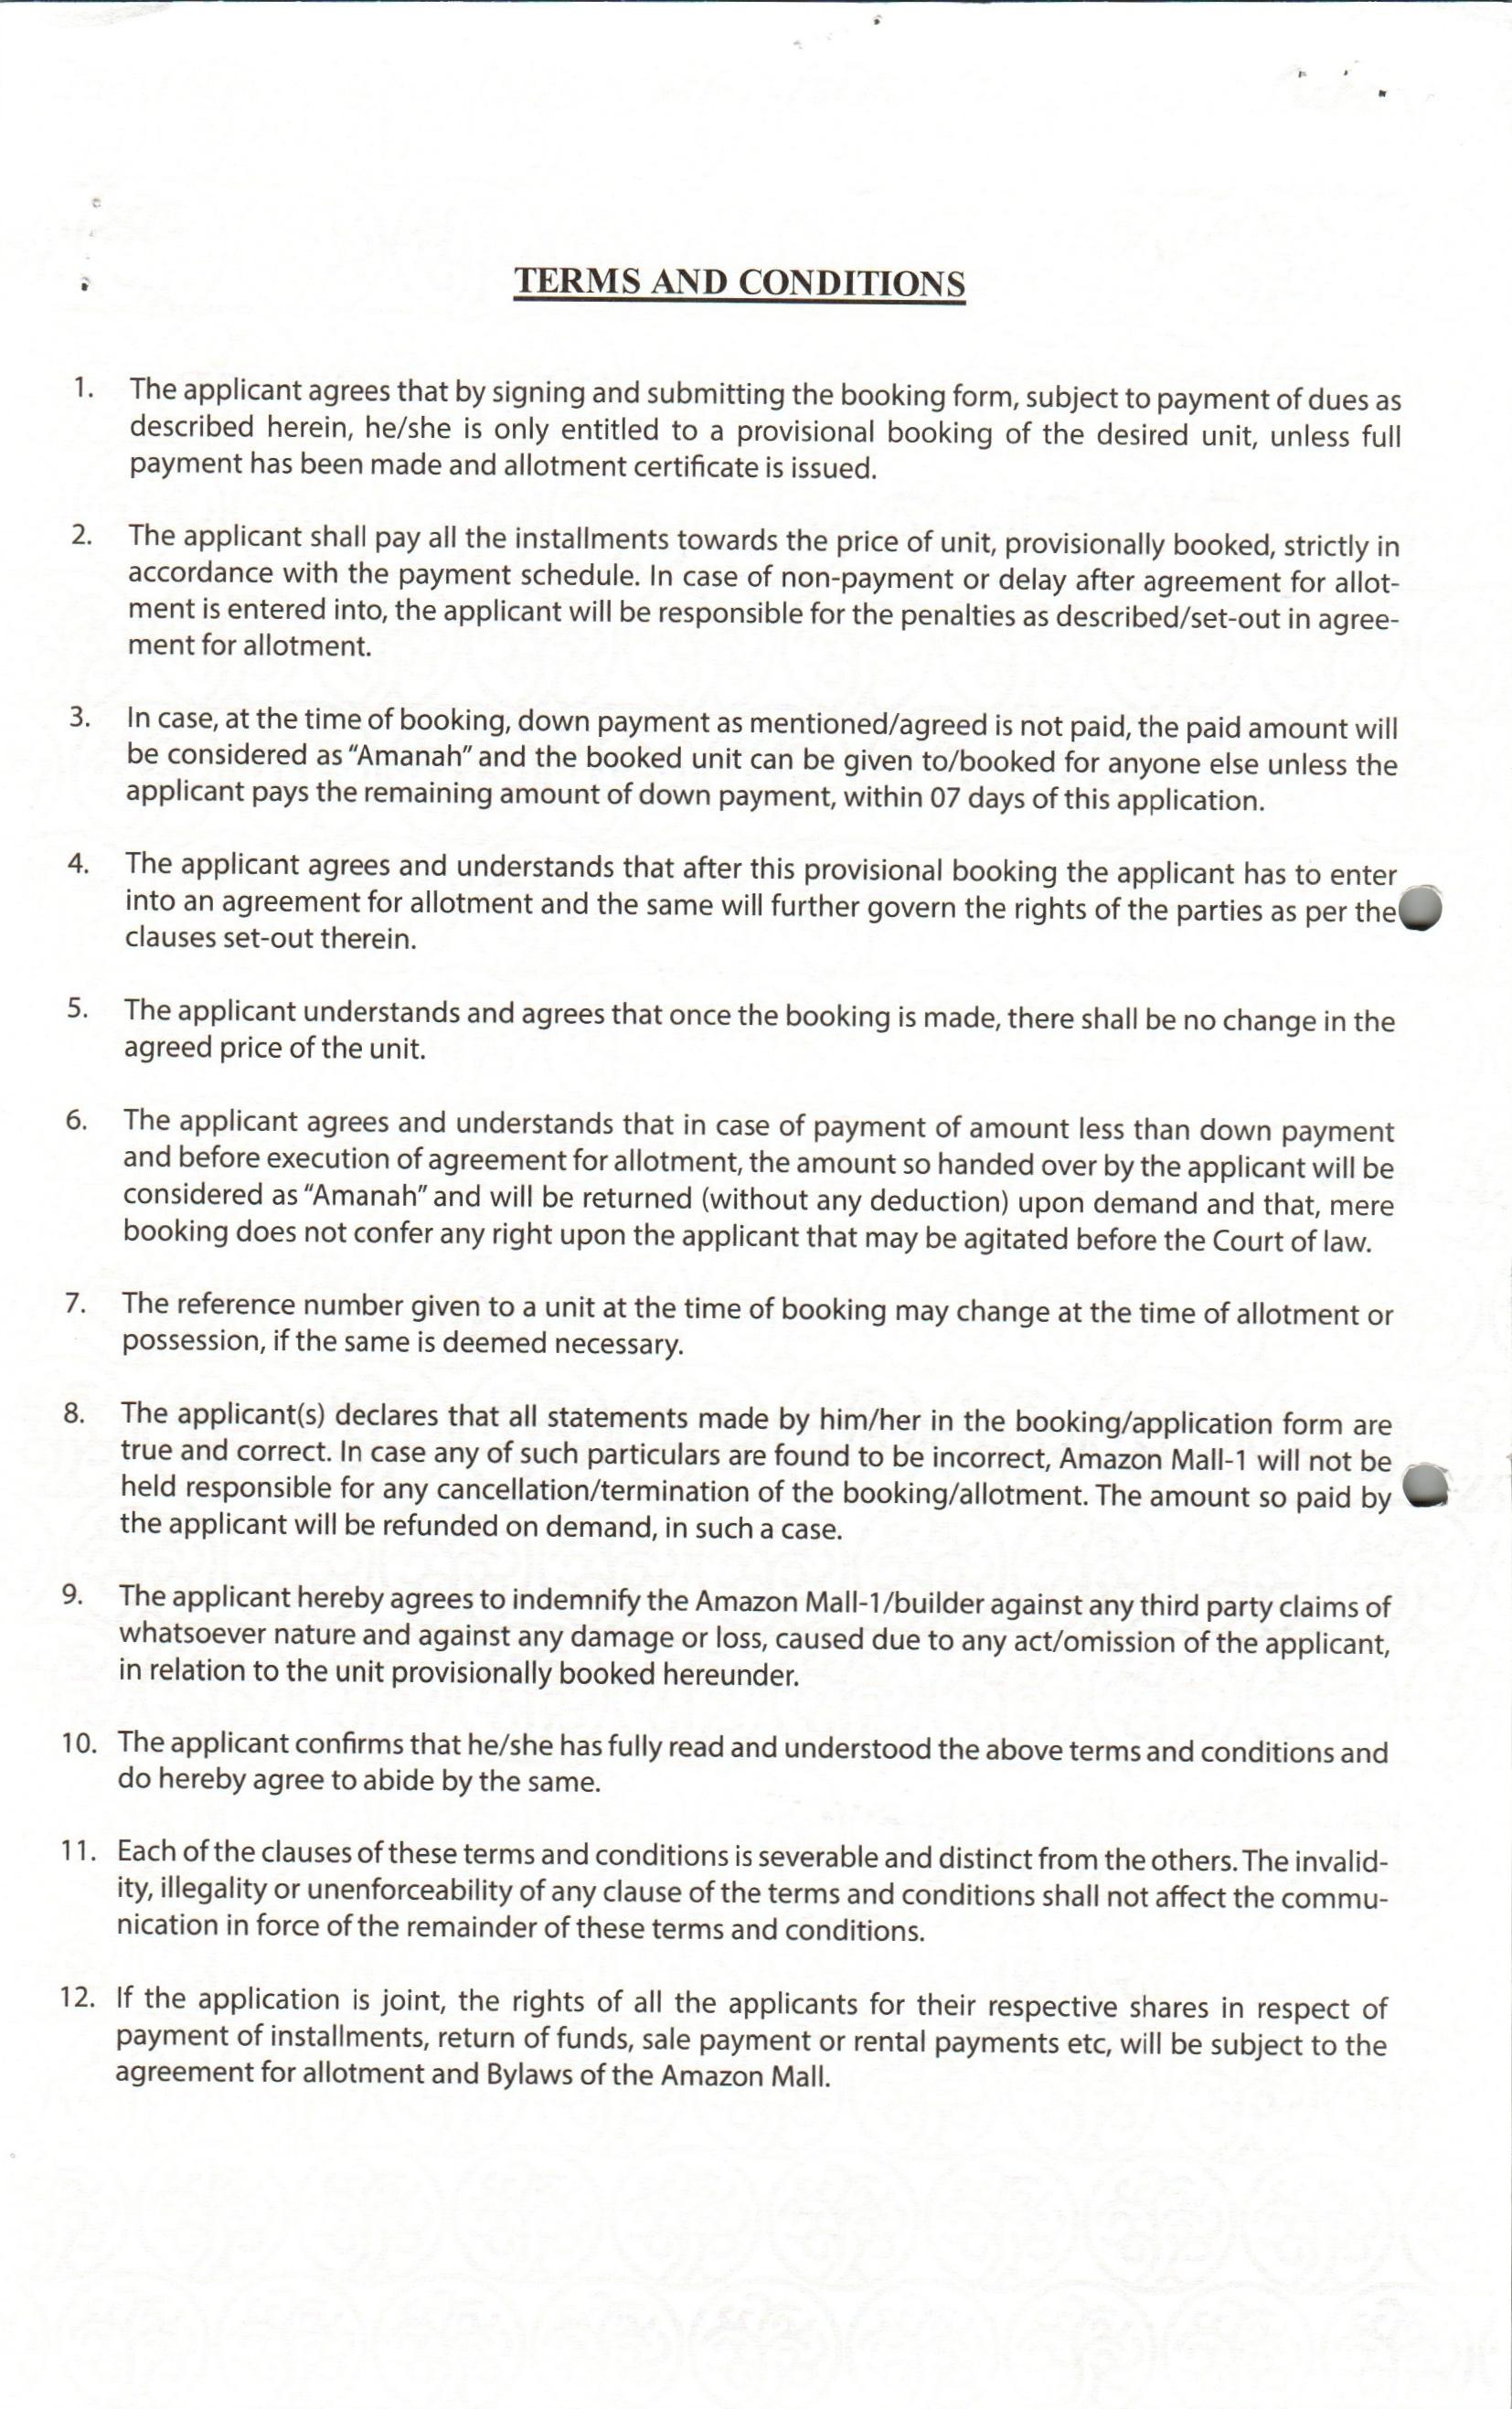 TERMS AND CONDITIONS
1. The applicant agrees that by signing and submitting the booking form, subject to payment of dues as
described herein, he/she is only entitled to a provisional booking of the desired unit, unless full
payment has been made and allotment certificate is issued.
2. The applicant shall pay all the installments towards the price of unit, provisionally booked, strictly in
accordance with the payment schedule. In case of non-payment or delay after agreement for allot-
ment is entered into, the applicant will be responsible for the penalties as described/set-out in agree-
ment for allotment.
3. In case, at the time of booking, down payment as mentioned/agreed is not paid, the paid amount will
be considered as “Amanah” and the booked unit can be given to/booked for anyone else unless the
applicant pays the remaining amount of down payment, within 07 days of this application.
4. The applicant agrees and understands that after this provisional booking the applicant has to enter
into an agreement for allotment and the same will further govern the rights of the parties as per the
clauses set-out therein.
5. The applicant understands and agrees that once the booking is made, there shall be no change in the
agreed price of the unit.
6. The applicant agrees and understands that in case of payment of amount less than down payment
and before execution of agreement for allotment, the amount so handed over by the applicant will be
considered as “Amanah” and will be returned (without any deduction) upon demand and that, mere
booking does not confer any right upon the applicant that may be agitated before the Court of law.
7. The reference number given to a unit at the time of booking may change at the time of allotment or
possession, if the same is deemed necessary.
8. The applicant(s) declares that all statements made by him/her in the booking/application form are
true and correct. In case any of such particulars are found to be incorrect, Amazon Mall-1 will not be
held responsible for any cancellation/termination of the booking/allotment. The amount so paid by
the applicant will be refunded on demand, in such a case.
9. The applicant hereby agrees to indemnify the Amazon Mall-1/builder against any third party claims of
whatsoever nature and against any damage or loss, caused due to any act/omission of the applicant,
in relation to the unit provisionally booked hereunder.
10. The applicant confirms that he/she has fully read and understood the above terms and conditions and
do hereby agree to abide by the same.
11. Each of the clauses of these terms and conditions is severable and distinct from the others. The invalid-
ity, illegality or unenforceability of any clause of the terms and conditions shall not affect the commu-
nication in force of the remainder of these terms and conditions.
12. If the application is joint, the rights of all the applicants for their respective shares in respect of
payment of installments, return of funds, sale payment or rental payments etc, will be subject to the
agreement for allotment and Bylaws of the Amazon Mall.